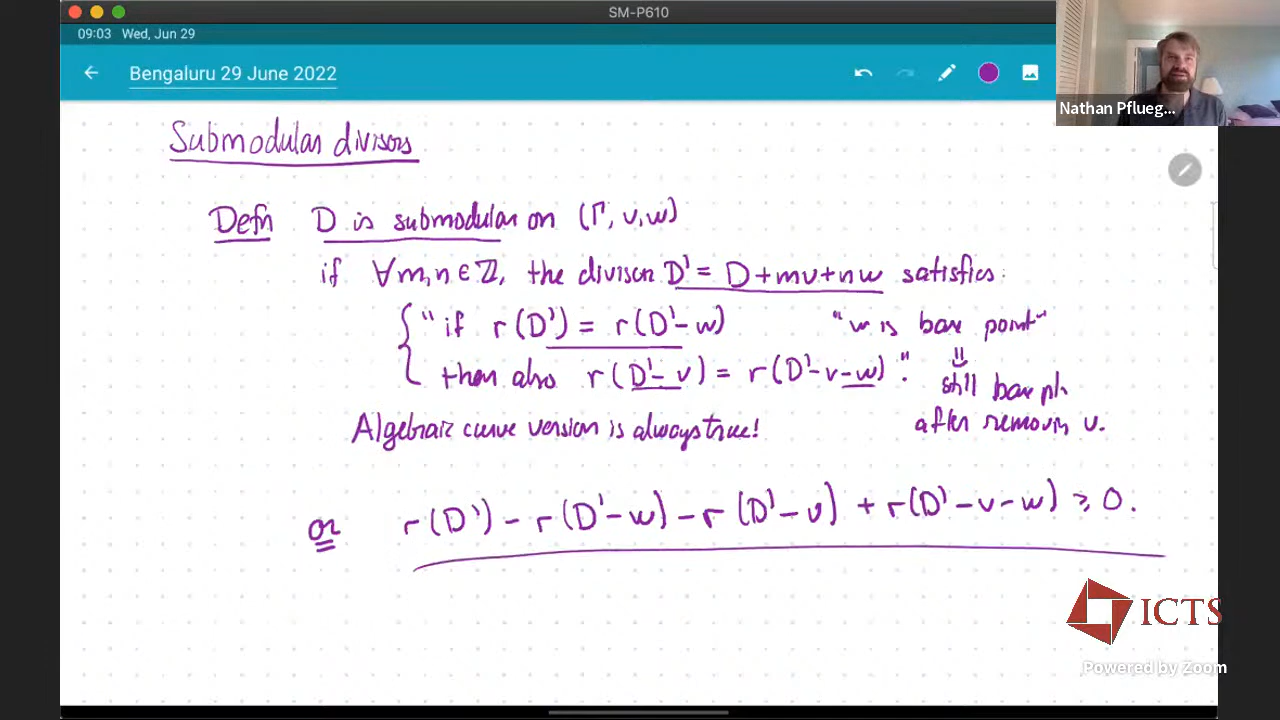 SM-P610
09:03 Wed, Jun 29
Bengaluru 29 June 2022
Nathan Pflueg...
Submodular divisors
Defn D is submodular on (Γ, v, w)
if ∀m, n ∈ ℤ, the divisor D' = D + mv + nw satisfies:
"if r(D') = r(D'-w) "w is base point"
then also r(D'-v) = r(D'-v-w)." ⇓ still base pt
Algebraic curve version is always true! after removing v.
or r(D') - r(D'-w) - r(D'-v) + r(D'-v-w) ≥ 0.
ICTS
Powered by Zoom